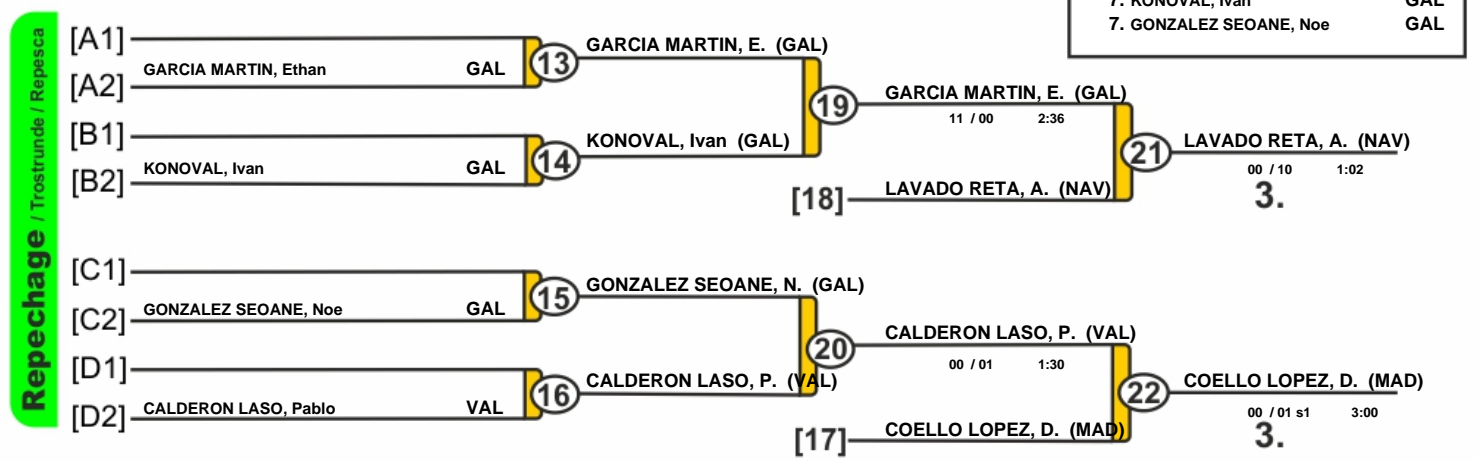 7. KONOVAL, Ivan GAL
7. GONZALEZ SEOANE, Noe GAL
Repechage / Trostrunde / Repesca
[A1]
GARCIA MARTIN, Ethan GAL
[A2]
13
GARCIA MARTIN, E. (GAL)
[B1]
KONOVAL, Ivan GAL
[B2]
14
KONOVAL, Ivan (GAL)
19
GARCIA MARTIN, E. (GAL)
11 / 00 2:36
[18]
LAVADO RETA, A. (NAV)
21
LAVADO RETA, A. (NAV)
00 / 10 1:02
3.
[C1]
GONZALEZ SEOANE, Noe GAL
[C2]
15
GONZALEZ SEOANE, N. (GAL)
[D1]
CALDERON LASO, Pablo VAL
[D2]
16
CALDERON LASO, P. (VAL)
20
CALDERON LASO, P. (VAL)
00 / 01 1:30
[17]
COELLO LOPEZ, D. (MAD)
22
COELLO LOPEZ, D. (MAD)
00 / 01 s1 3:00
3.